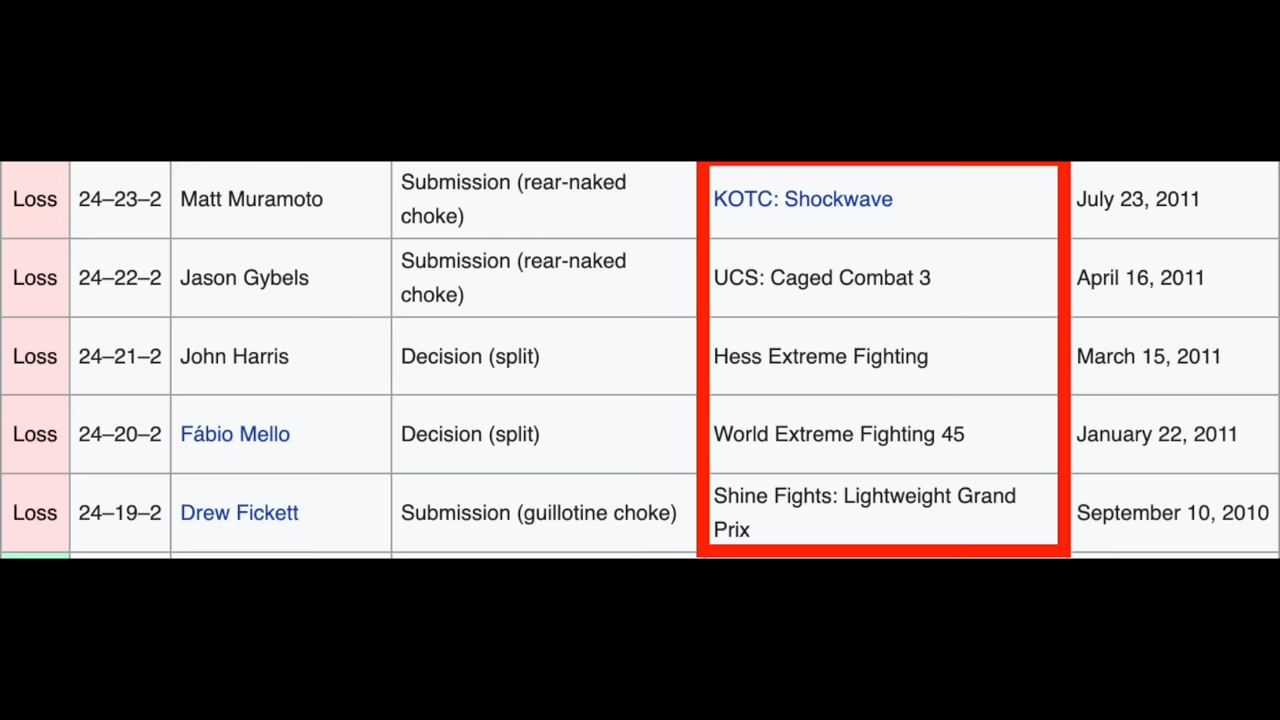 Loss 24–23–2 Matt Muramoto Submission (rear-naked choke) KOTC: Shockwave July 23, 2011
Loss 24–22–2 Jason Gybels Submission (rear-naked choke) UCS: Caged Combat 3 April 16, 2011
Loss 24–21–2 John Harris Decision (split) Hess Extreme Fighting March 15, 2011
Loss 24–20–2 Fábio Mello Decision (split) World Extreme Fighting 45 January 22, 2011
Loss 24–19–2 Drew Fickett Submission (guillotine choke) Shine Fights: Lightweight Grand Prix September 10, 2010